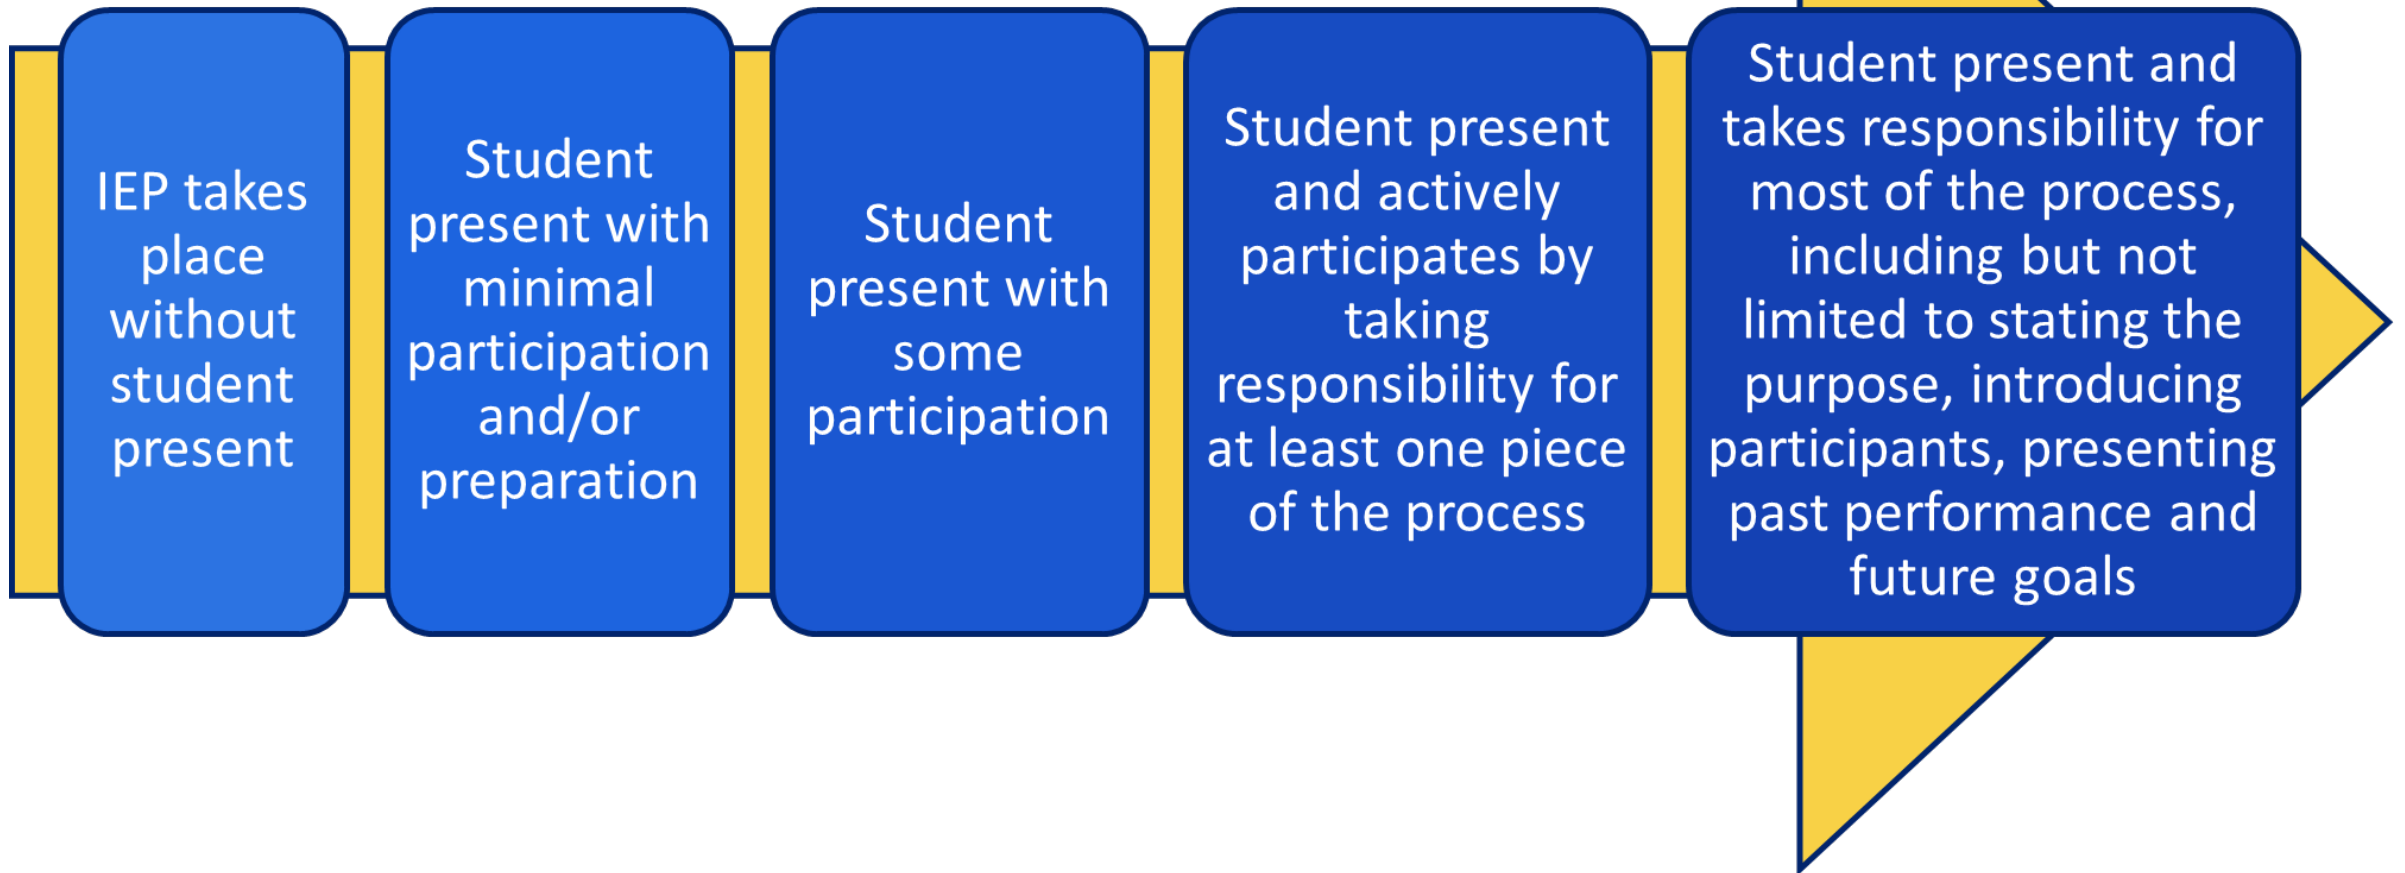 IEP takes
place
without
student
present
Student
present with
minimal
participation
and/or
preparation
Student
present with
some
participation
Student present
and actively
participates by
taking
responsibility for
at least one piece
of the process
Student present and
takes responsibility for
most of the process,
including but not
limited to stating the
purpose, introducing
participants, presenting
past performance and
future goals